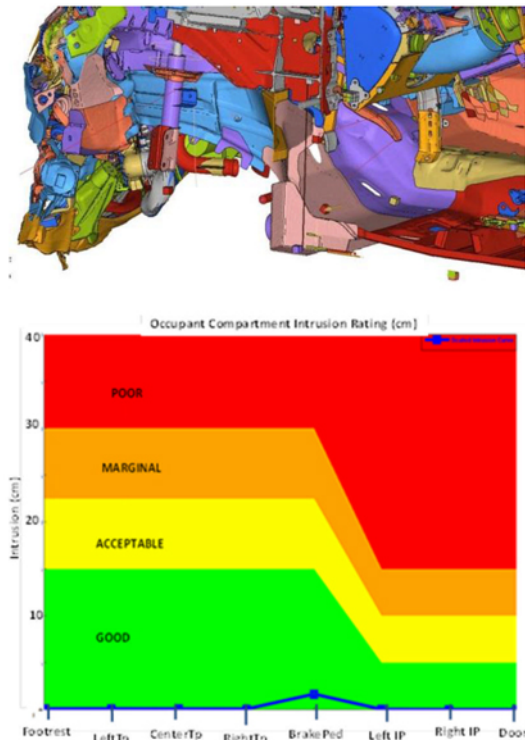 Occupant Compartment Intrusion Rating (cm)
40
POOR
30
MARGINAL
Intrusion (cm)
20
ACCEPTABLE
10
GOOD
Footrest LeftTp CenterTp RightTp BrakePed Left IP Right IP Door